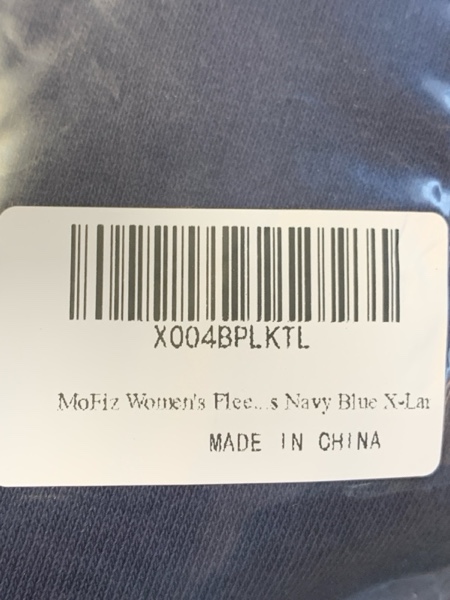 X004BPLKTL
MoFiz Women's Flee...s Navy Blue X-Lar
MADE IN CHINA